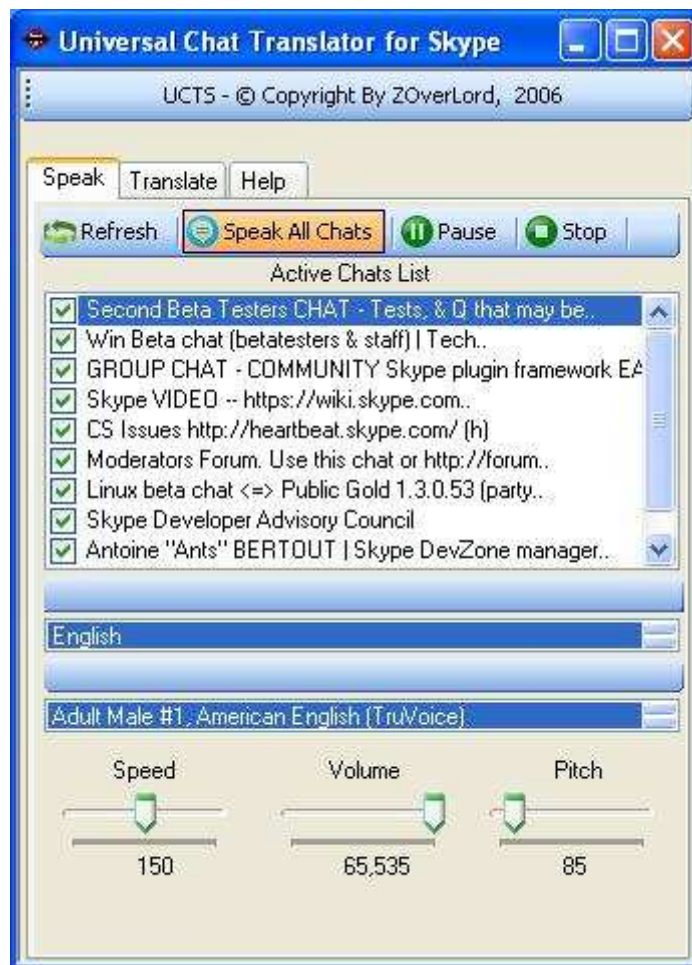 Universal Chat Translator for Skype
UCTS - © Copyright By ZOverLord, 2006
Speak Translate Help
Refresh Speak All Chats Pause Stop
Active Chats List
Second Beta Testers CHAT - Tests, & Q that may be..
Win Beta chat (betatesters & staff) | Tech..
GROUP CHAT - COMMUNITY Skype plugin framework EA
Skype VIDEO -- https://wiki.skype.com..
CS Issues http://heartbeat.skype.com/ (h)
Moderators Forum. Use this chat or http://forum..
Linux beta chat <=> Public Gold 1.3.0.53 (party..
Skype Developer Advisory Council
Antoine "Ants" BERTOUT | Skype DevZone manager..
English
Adult Male #1, American English (TruVoice)
Speed Volume Pitch
150 65,535 85